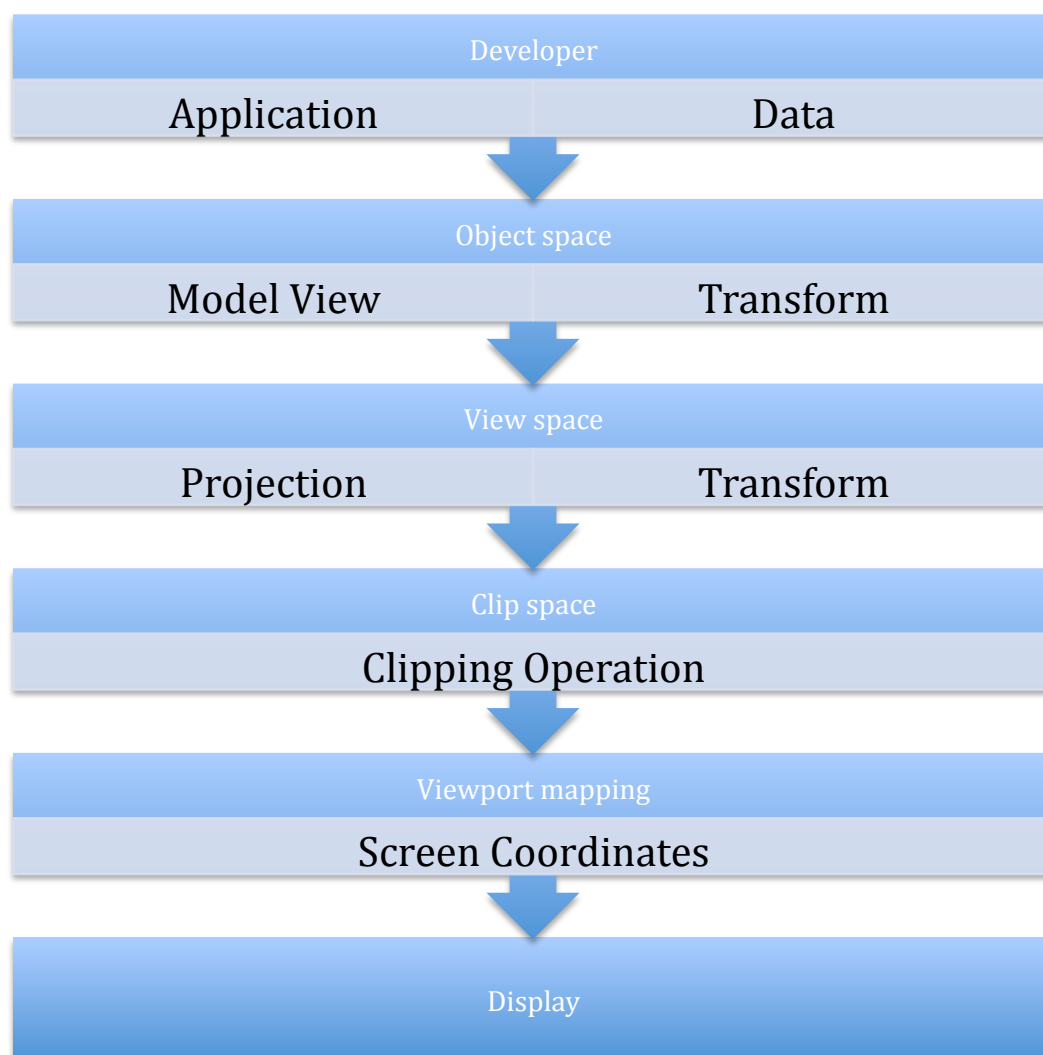 Developer
Application Data
Object space
Model View Transform
View space
Projection Transform
Clip space
Clipping Operation
Viewport mapping
Screen Coordinates
Display